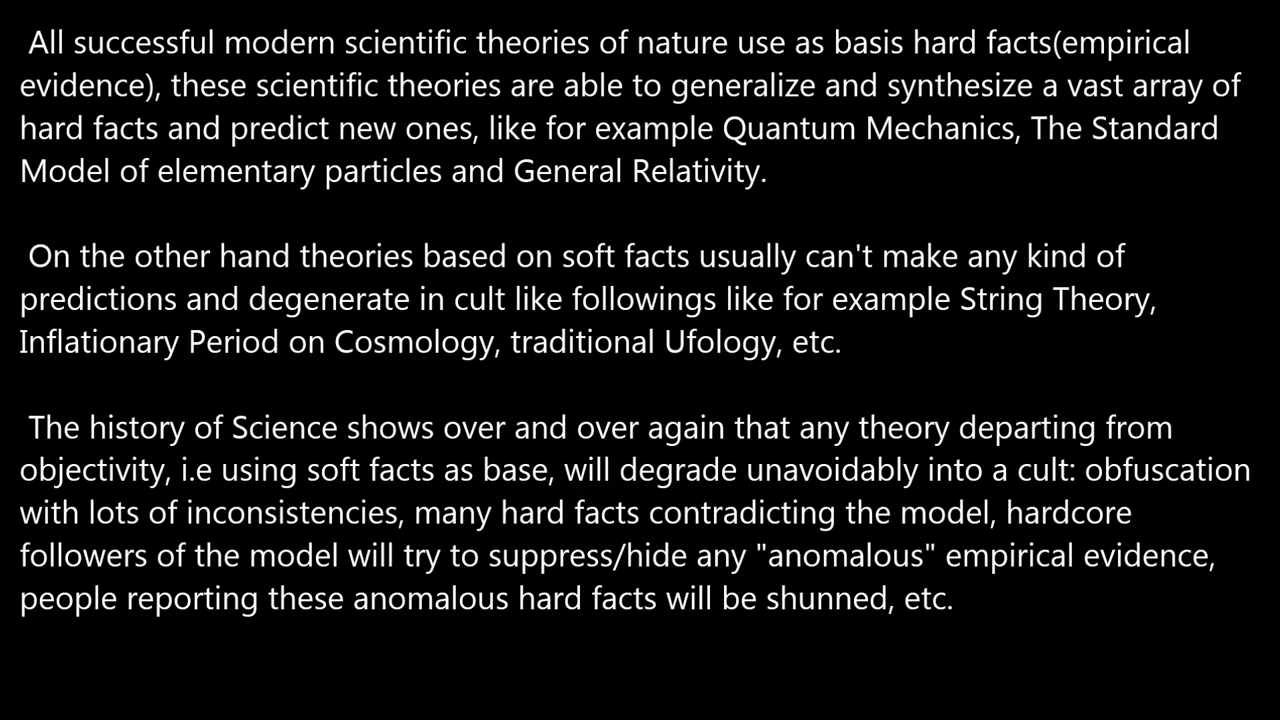 All successful modern scientific theories of nature use as basis hard facts(empirical
evidence), these scientific theories are able to generalize and synthesize a vast array of
hard facts and predict new ones, like for example Quantum Mechanics, The Standard
Model of elementary particles and General Relativity.
On the other hand theories based on soft facts usually can't make any kind of
predictions and degenerate in cult like followings like for example String Theory,
Inflationary Period on Cosmology, traditional Ufology, etc.
The history of Science shows over and over again that any theory departing from
objectivity, i.e using soft facts as base, will degrade unavoidably into a cult: obfuscation
with lots of inconsistencies, many hard facts contradicting the model, hardcore
followers of the model will try to suppress/hide any "anomalous" empirical evidence,
people reporting these anomalous hard facts will be shunned, etc.